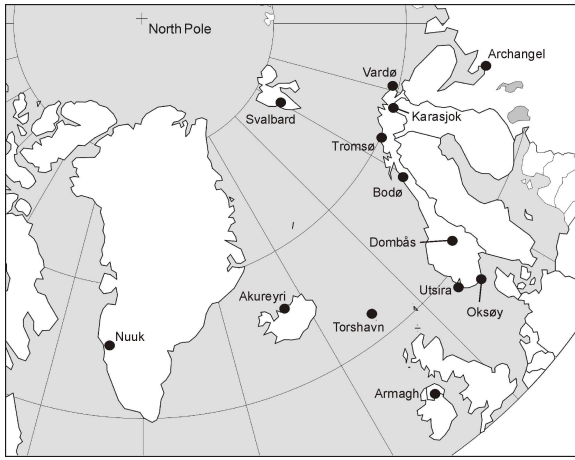 North Pole
Archangel
Vardø
Svalbard
Karasjok
Tromsø
Bodø
Dombås
Akureyri
Utsira
Oksøy
Torshavn
Nuuk
Armagh